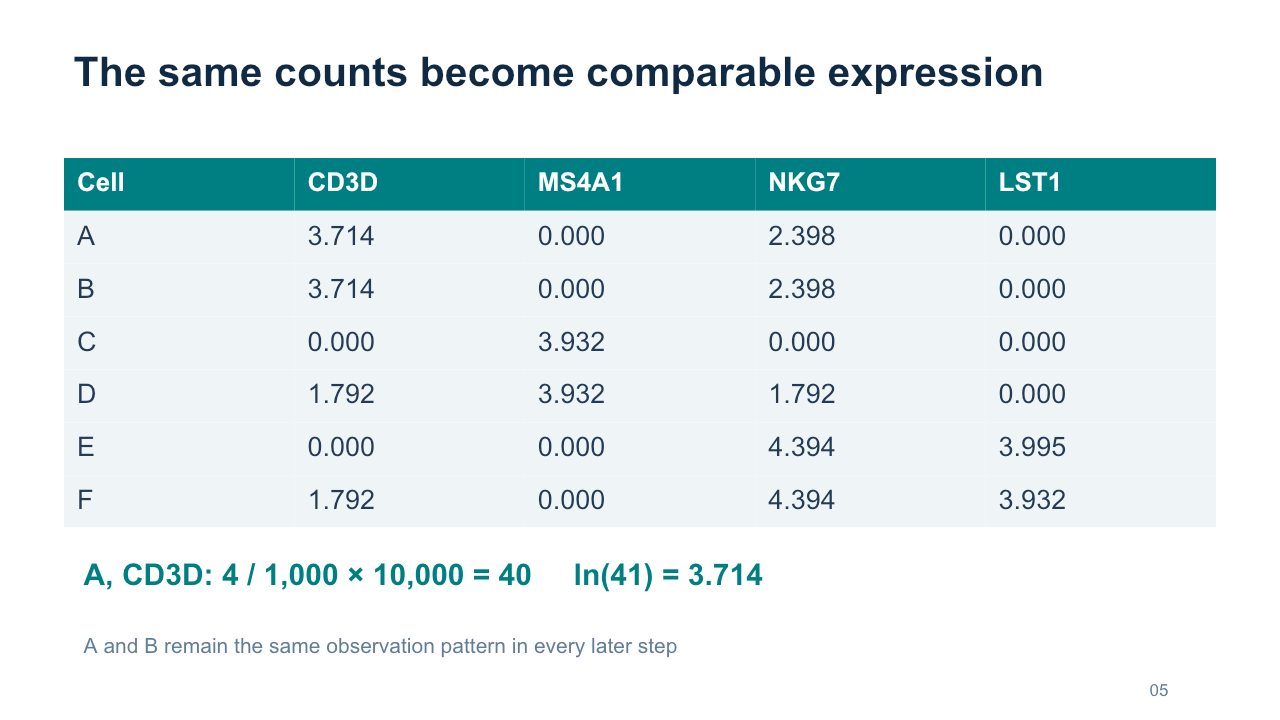 The same counts become comparable expression
Cell CD3D MS4A1 NKG7 LST1
A 3.714 0.000 2.398 0.000
B 3.714 0.000 2.398 0.000
C 0.000 3.932 0.000 0.000
D 1.792 3.932 1.792 0.000
E 0.000 0.000 4.394 3.995
F 1.792 0.000 4.394 3.932
A, CD3D: 4 / 1,000 × 10,000 = 40 ln(41) = 3.714
A and B remain the same observation pattern in every later step
05